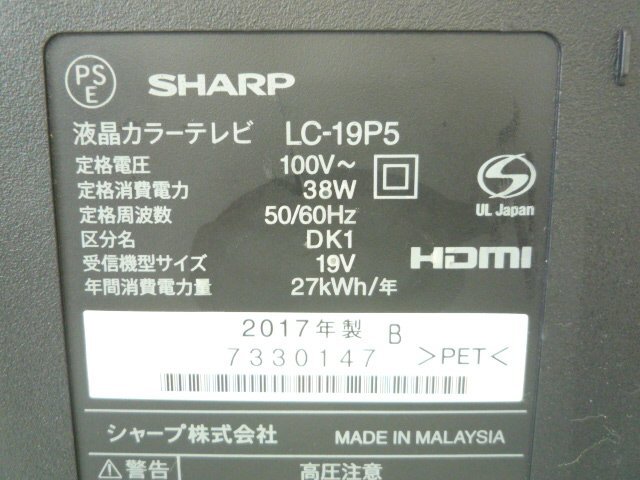 PS
E
SHARP
液晶カラーテレビ LC-19P5
定格電圧 100V～
定格消費電力 38W
定格周波数 50/60Hz
区分名 DK1
受信機型サイズ 19V
年間消費電力量 27kWh/年
S
UL Japan
HDMI
2017年製 B
7330147 >PET<
シャープ株式会社 MADE IN MALAYSIA
⚠警告 高圧注意